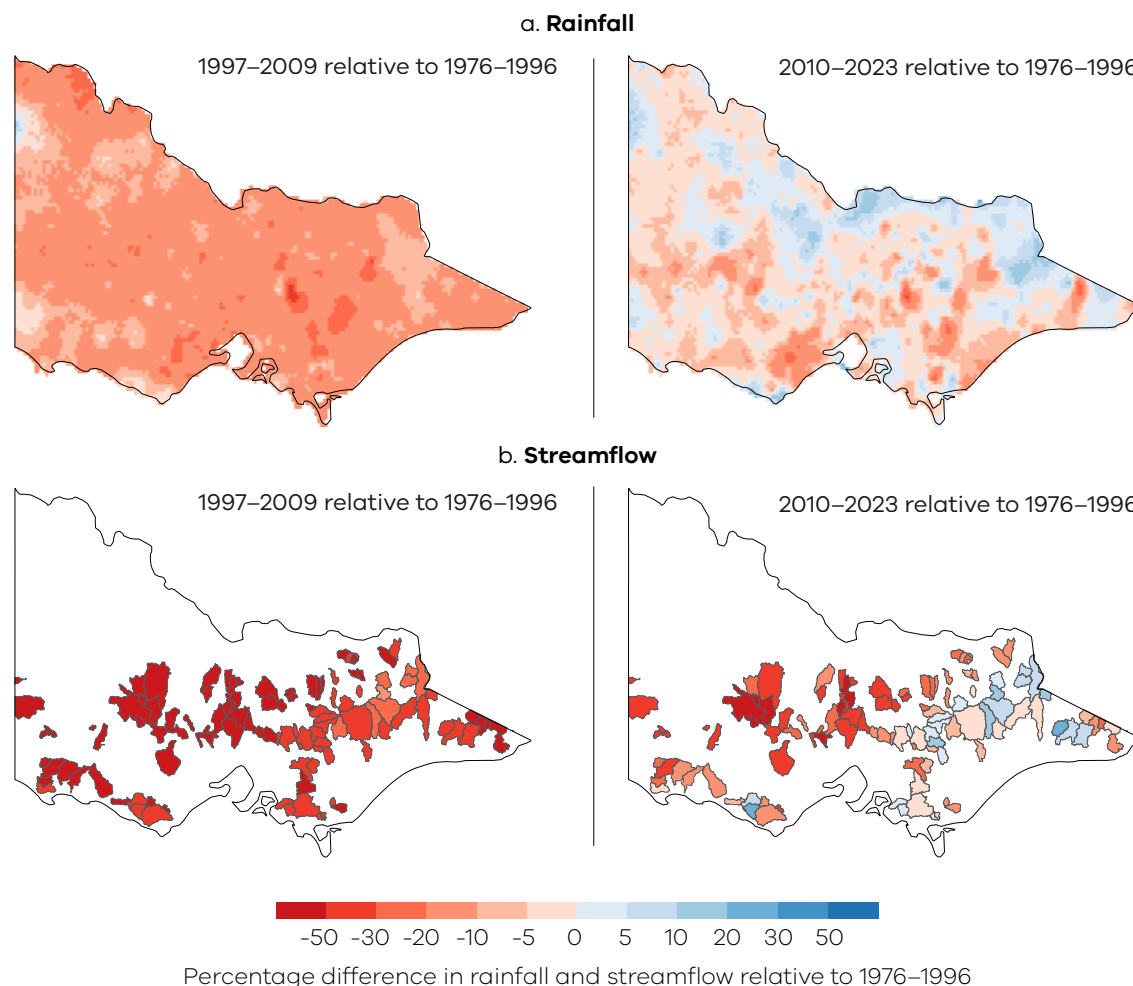 a. Rainfall
1997–2009 relative to 1976–1996
2010–2023 relative to 1976–1996
b. Streamflow
1997–2009 relative to 1976–1996
2010–2023 relative to 1976–1996
-50 -30 -20 -10 -5 0 5 10 20 30 50
Percentage difference in rainfall and streamflow relative to 1976–1996